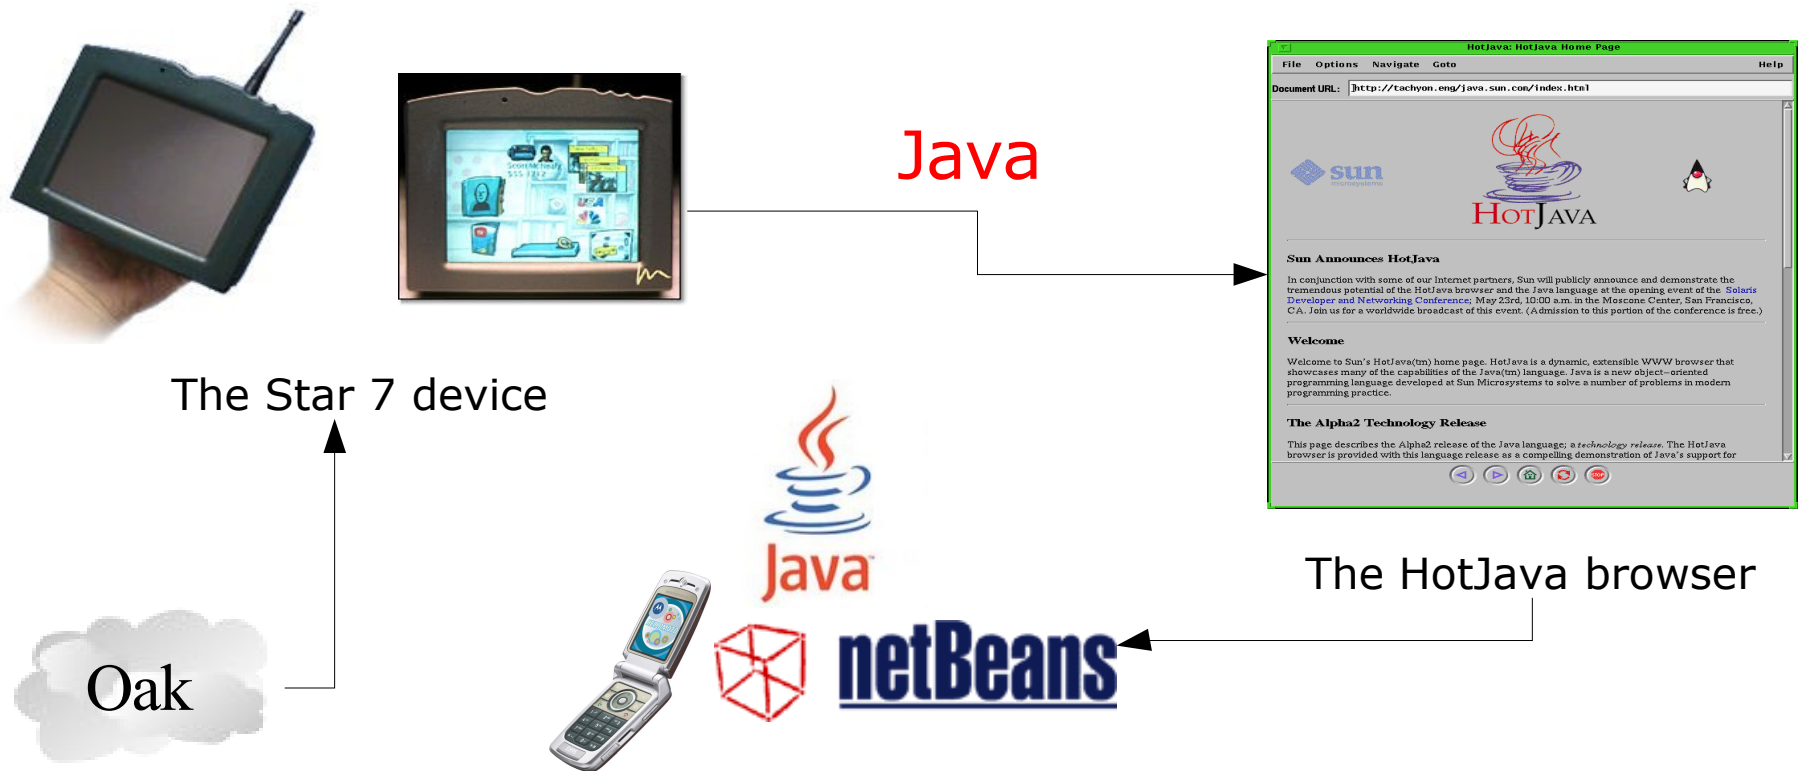 Scott McNealy
555-1212
Java
HotJava: HotJava Home Page
File Options Navigate Goto Help
Document URL: http://tachyon.eng/java.sun.com/index.html
sun
microsystems
HOTJAVA
Sun Announces HotJava
In conjunction with some of our Internet partners, Sun will publicly announce and demonstrate the
tremendous potential of the HotJava browser and the Java language at the opening event of the Solaris
Developer and Networking Conference; May 23rd, 10:00 a.m. in the Moscone Center, San Francisco,
CA. Join us for a worldwide broadcast of this event. (Admission to this portion of the conference is free.)
Welcome
Welcome to Sun's HotJava(tm) home page. HotJava is a dynamic, extensible WWW browser that
showcases many of the capabilities of the Java(tm) language. Java is a new object-oriented
programming language developed at Sun Microsystems to solve a number of problems in modern
programming practice.
The Alpha2 Technology Release
This page describes the Alpha2 release of the Java language; a technology release. The HotJava
browser is provided with this language release as a compelling demonstration of Java's support for
STOP
The Star 7 device
Java™
The HotJava browser
Oak
netBeans